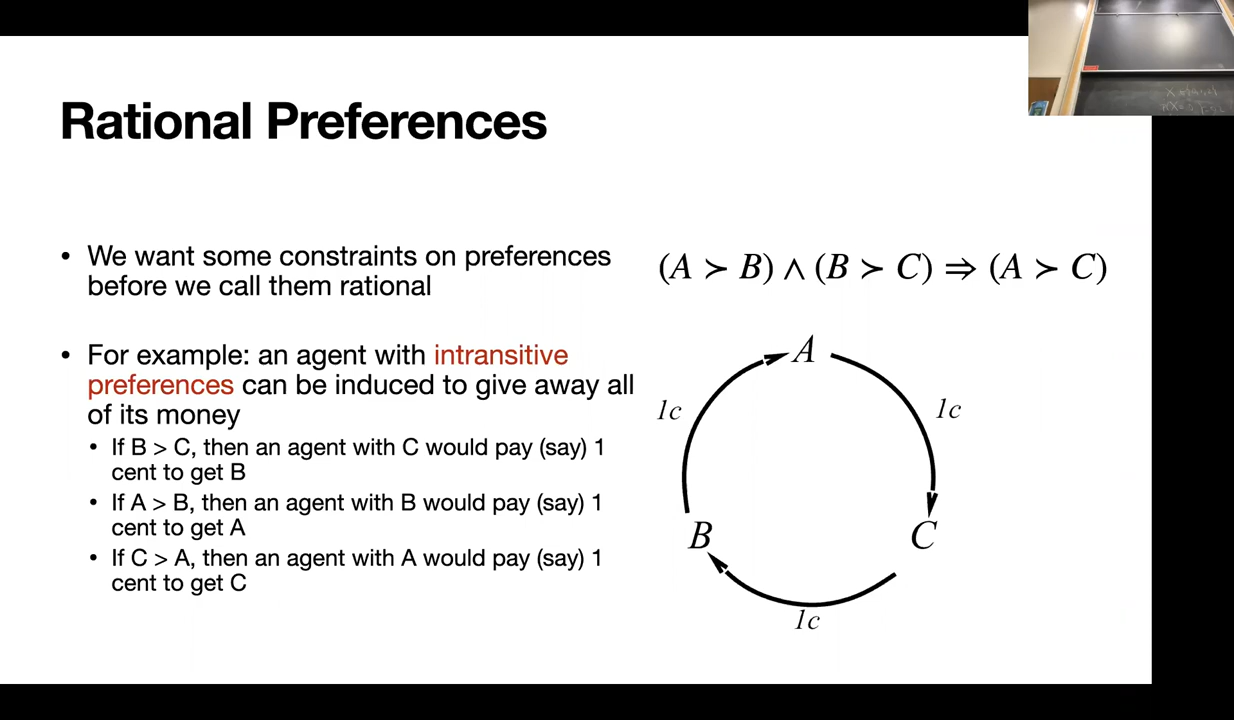 Rational Preferences
• We want some constraints on preferences
before we call them rational
• For example: an agent with intransitive
preferences can be induced to give away all
of its money
• If B > C, then an agent with C would pay (say) 1
cent to get B
• If A > B, then an agent with B would pay (say) 1
cent to get A
• If C > A, then an agent with A would pay (say) 1
cent to get C
(A ≻ B) ∧ (B ≻ C) ⇒ (A ≻ C)
A
1c
1c
B
C
1c